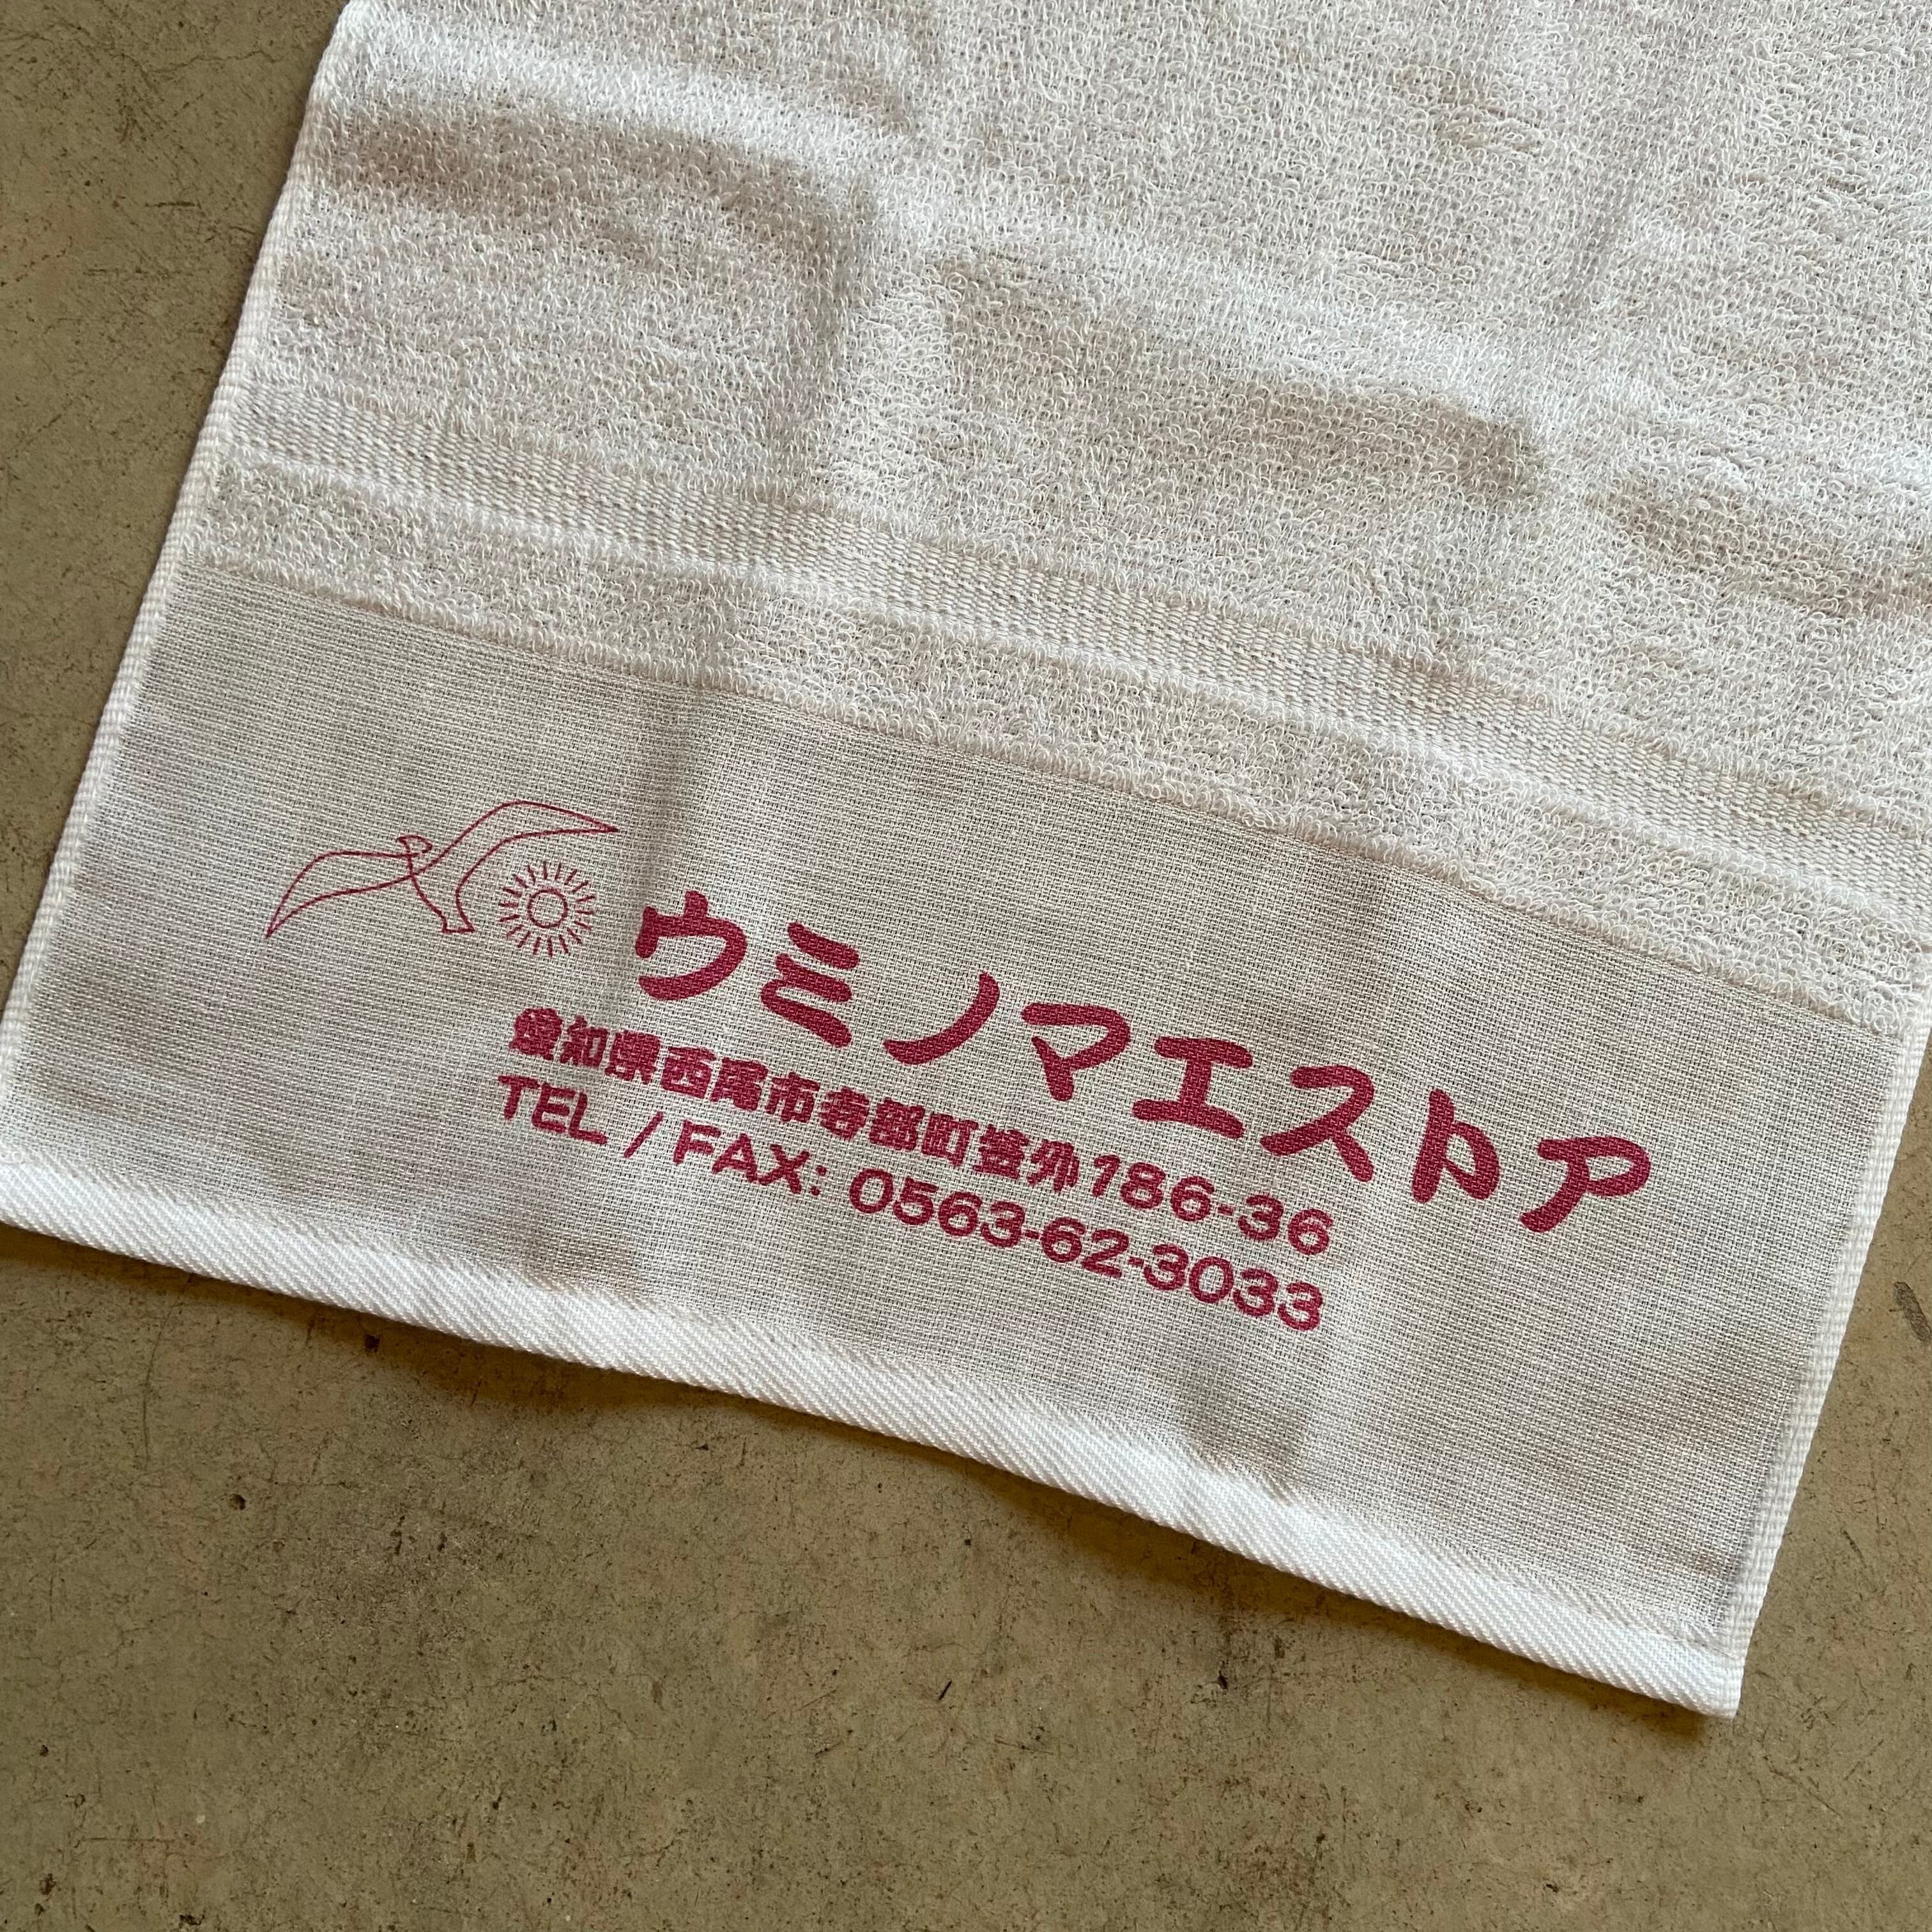 ウミノマエストア
愛知県西尾市寺部町笠外186-36
TEL / FAX: 0563-62-3033